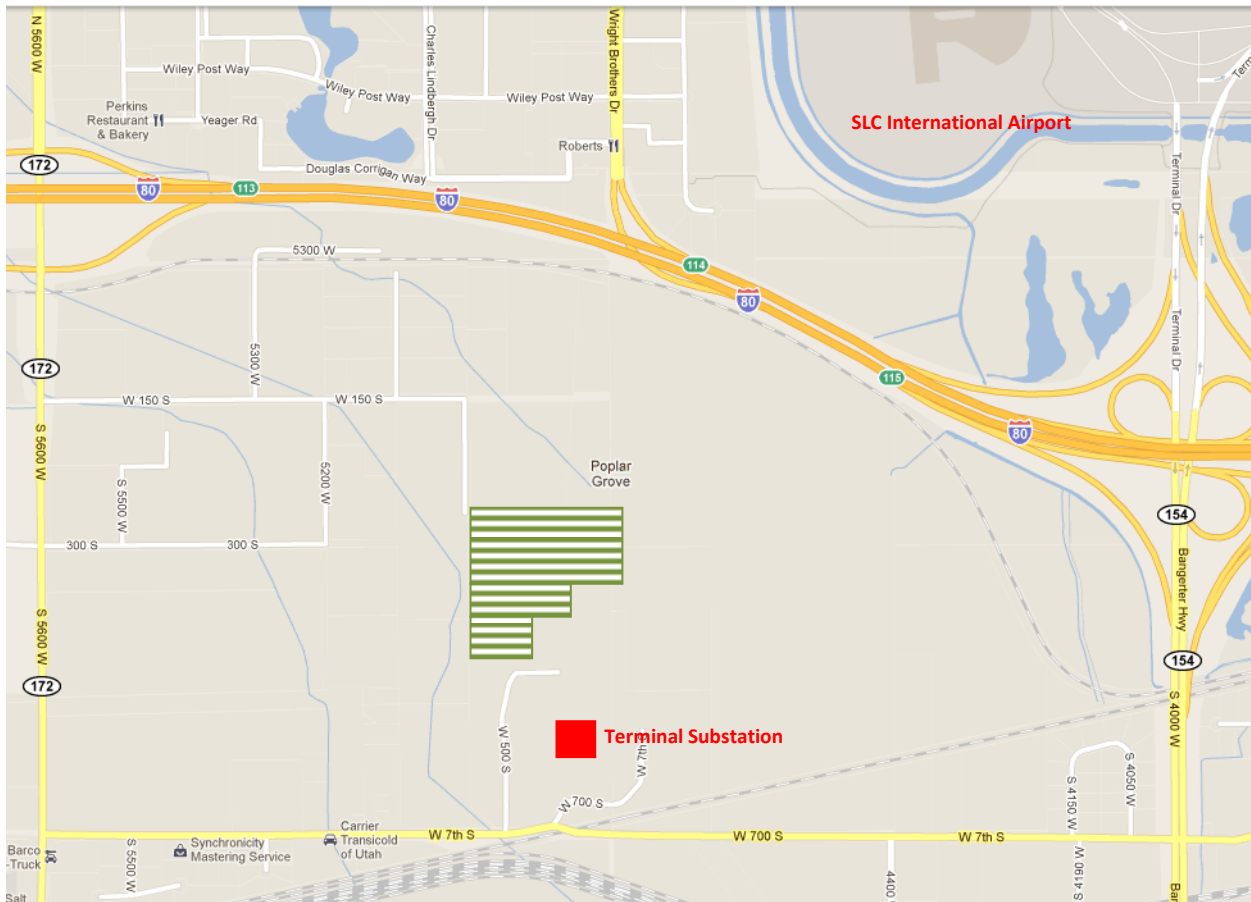 N 5600 W
Wiley Post Way
Wiley Post Way
Wiley Post Way
Charles Lindbergh Dr
Wright Brothers Dr
Perkins
Restaurant
& Bakery
Yeager Rd
Roberts
SLC International Airport
Terminal Dr
Terminal Dr
172
Douglas Corrigan Way
80
113
80
5300 W
114
80
Terminal Dr
172
5300 W
115
W 150 S
W 150 S
80
S 5600 W
5200 W
S 5500 W
Poplar
Grove
154
300 S
300 S
Bangerter Hwy
S 5600 W
154
172
S 4000 W
W 500 S
Terminal Substation
S 4050 W
S 4150 W
W 700 S
W 7th S
W 700 S
W 7th S
Carrier
Transicold
of Utah
Synchronicity
Mastering Service
Barco
-Truck
S 5500 W
4400
S 4190 W
Salt